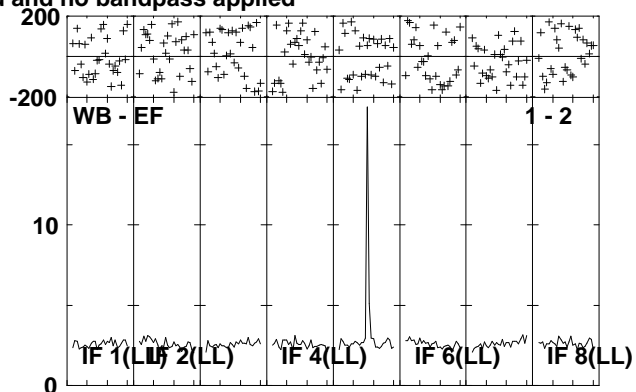 and no bandpass applied
200
-200
WB - EF 1 - 2
10
IF 1(LL) IF 2(LL) IF 4(LL) IF 6(LL) IF 8(LL)
0